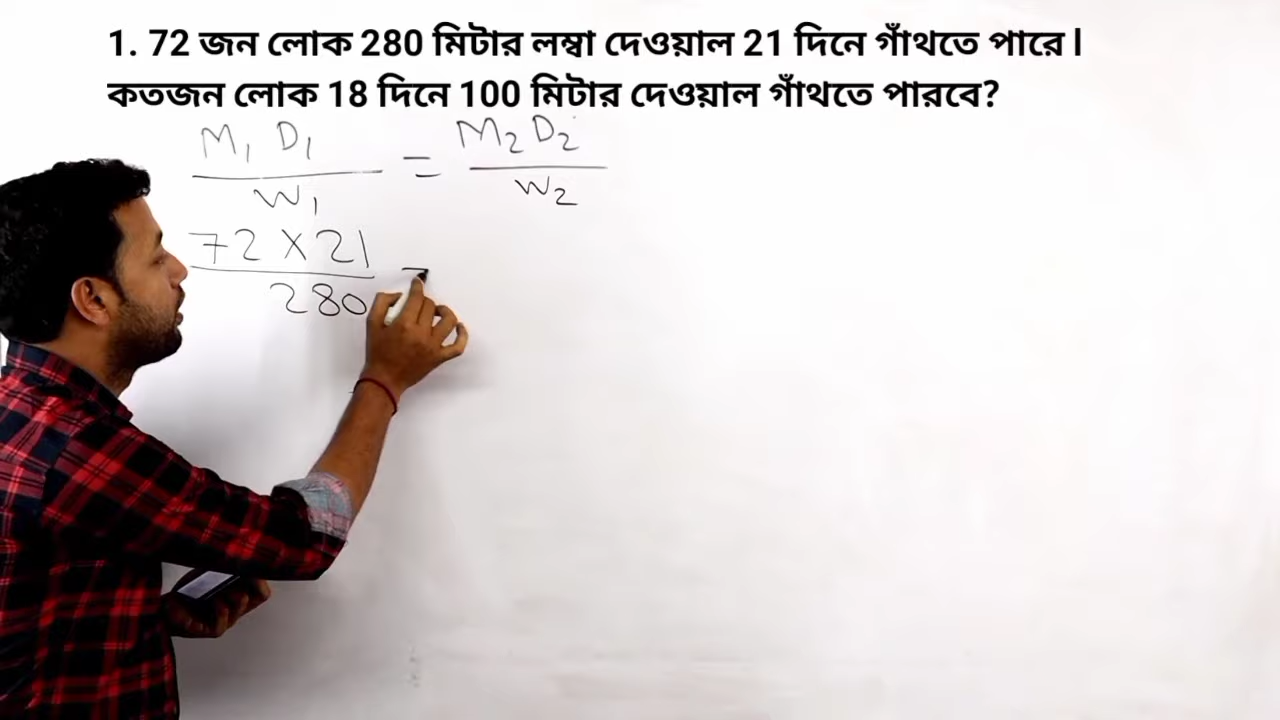 1. 72 জন লোক 280 মিটার লম্বা দেওয়াল 21 দিনে গাঁথতে পারে।
কতজন লোক 18 দিনে 100 মিটার দেওয়াল গাঁথতে পারবে?
M₁ D₁ / W₁ = M₂ D₂ / W₂
72 X 21 / 280 =